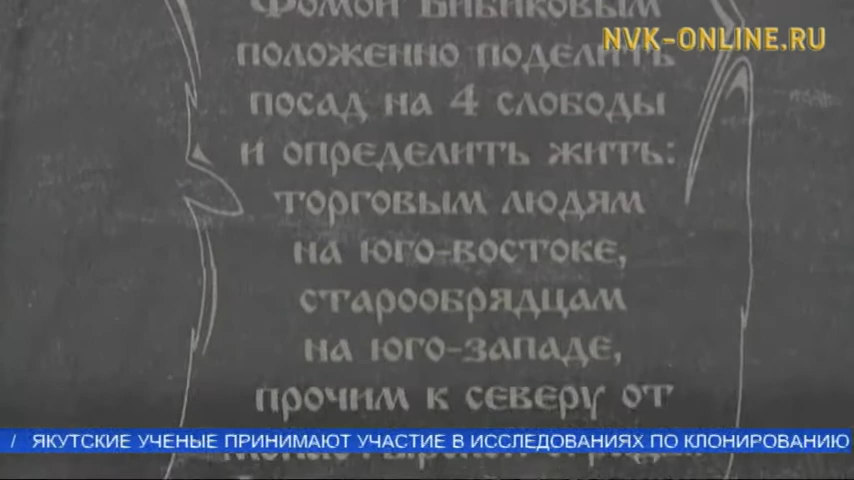 Фомой Бибиковым
NVK-ONLINE.RU
положенно поделить
посад на 4 слободы
и определить жить:
торговым людям
на юго-востоке,
старообрядцам
на юго-западе,
прочим к северу от
/ ЯКУТСКИЕ УЧЕНЫЕ ПРИНИМАЮТ УЧАСТИЕ В ИССЛЕДОВАНИЯХ ПО КЛОНИРОВАНИЮ